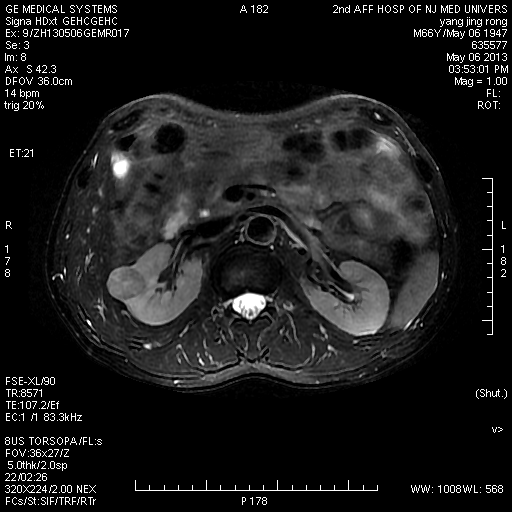 GE MEDICAL SYSTEMS
Signa HDxt GEHCGEHC
Ex: 9/ZH130506GEMR017
Se: 3
Im: 8
Ax S 42.3
DFOV 36.0cm
14 bpm
trig 20%
A 182
2nd AFF HOSP OF NJ MED UNIVERS
yang jing rong
M66Y/May 06 1947
635577
May 06 2013
03:53:01 PM
Mag = 1.00
FL:
ROT:
ET:21
R
1
7
8
L
1
8
2
FSE-XL/90
TR:8571
TE:107.2/Ef
EC:1 /1 83.3kHz
8US TORSOPA/FL:s
FOV:36x27/Z
5.0thk/2.0sp
22/02:26
320X224/2.00 NEX
FCs/St:SIF/TRF/RTr
P 178
(Shut.)
v>
WW: 1008WL: 568